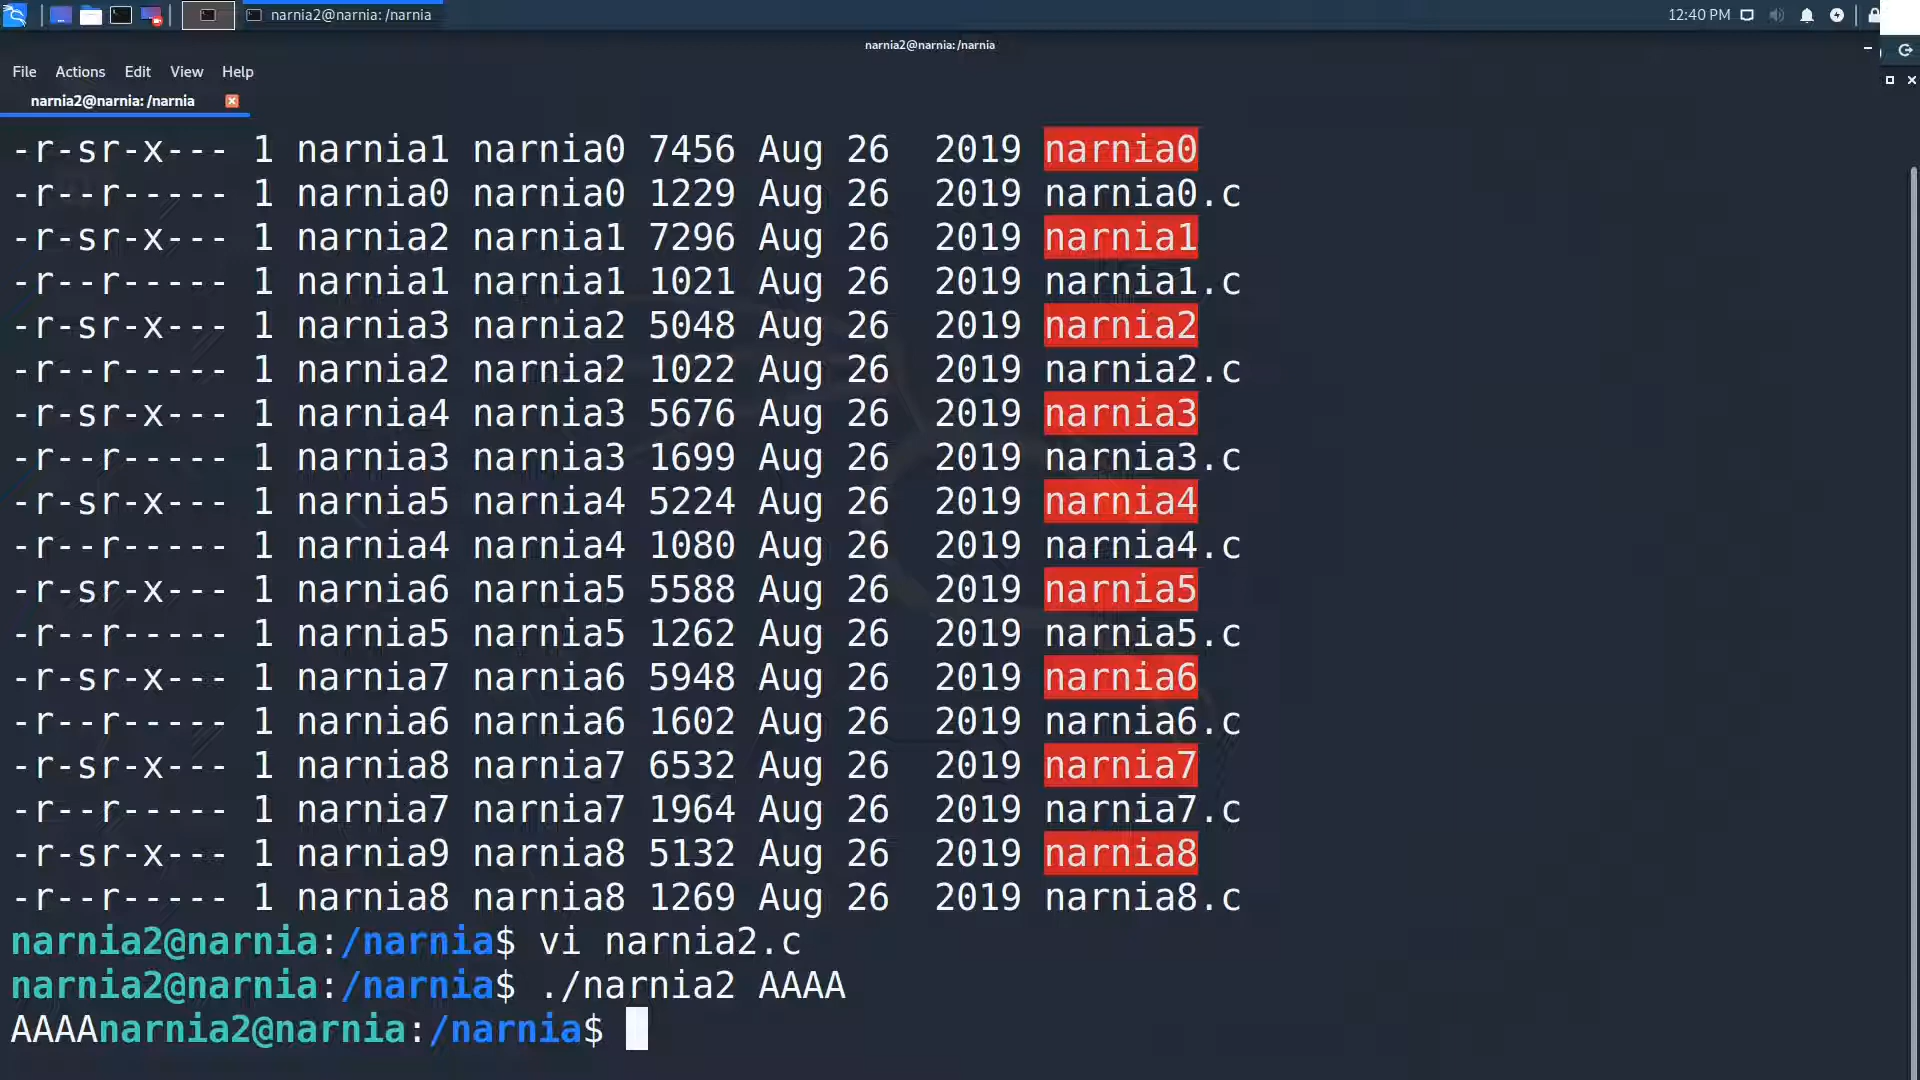 narnia2@narnia: /narnia
12:40 PM
narnia2@narnia: /narnia
File Actions Edit View Help
narnia2@narnia: /narnia
-r-sr-x--- 1 narnia1 narnia0 7456 Aug 26  2019 narnia0
-r--r----- 1 narnia0 narnia0 1229 Aug 26  2019 narnia0.c
-r-sr-x--- 1 narnia2 narnia1 7296 Aug 26  2019 narnia1
-r--r----- 1 narnia1 narnia1 1021 Aug 26  2019 narnia1.c
-r-sr-x--- 1 narnia3 narnia2 5048 Aug 26  2019 narnia2
-r--r----- 1 narnia2 narnia2 1022 Aug 26  2019 narnia2.c
-r-sr-x--- 1 narnia4 narnia3 5676 Aug 26  2019 narnia3
-r--r----- 1 narnia3 narnia3 1699 Aug 26  2019 narnia3.c
-r-sr-x--- 1 narnia5 narnia4 5224 Aug 26  2019 narnia4
-r--r----- 1 narnia4 narnia4 1080 Aug 26  2019 narnia4.c
-r-sr-x--- 1 narnia6 narnia5 5588 Aug 26  2019 narnia5
-r--r----- 1 narnia5 narnia5 1262 Aug 26  2019 narnia5.c
-r-sr-x--- 1 narnia7 narnia6 5948 Aug 26  2019 narnia6
-r--r----- 1 narnia6 narnia6 1602 Aug 26  2019 narnia6.c
-r-sr-x--- 1 narnia8 narnia7 6532 Aug 26  2019 narnia7
-r--r----- 1 narnia7 narnia7 1964 Aug 26  2019 narnia7.c
-r-sr-x--- 1 narnia9 narnia8 5132 Aug 26  2019 narnia8
-r--r----- 1 narnia8 narnia8 1269 Aug 26  2019 narnia8.c
narnia2@narnia:/narnia$ vi narnia2.c
narnia2@narnia:/narnia$ ./narnia2 AAAA
AAAAnarnia2@narnia:/narnia$